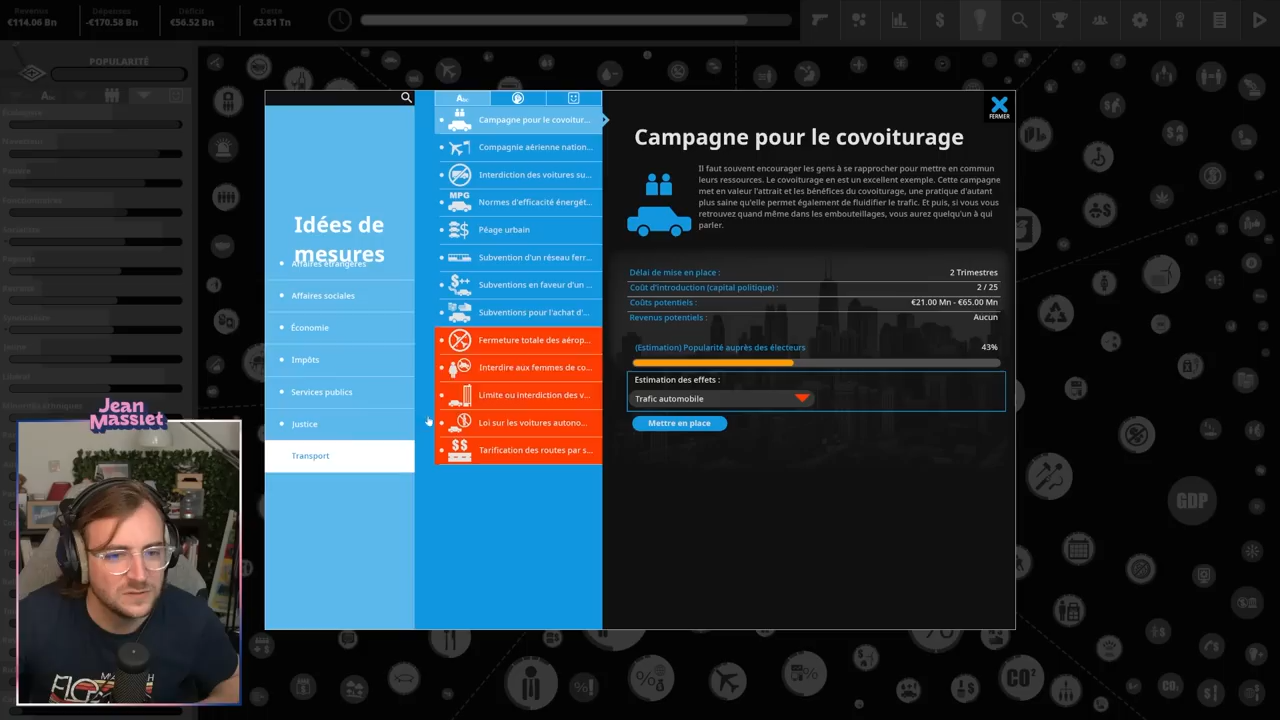 Revenu
Dépenses
Déficit
Dette
€114.06 Bn
-€170.58 Bn
€56.52 Bn
€3.81 Tn
POPULARITÉ
Abc
Idées de
mesures
Affaires étrangères
Affaires sociales
Économie
Impôts
Services publics
Justice
Transport
Abc
Campagne pour le covoitur...
Compagnie aérienne nation...
Interdiction des voitures su...
MPG
Normes d'efficacité énergét...
Péage urbain
Subvention d'un réseau ferr...
Subventions en faveur d'un ...
Subventions pour l'achat d'...
Fermeture totale des aérop...
Interdire aux femmes de co...
Limite ou interdiction des v...
Loi sur les voitures autono...
Tarification des routes par s...
FERMER
Campagne pour le covoiturage
Il faut souvent encourager les gens à se rapprocher pour mettre en commun
leurs ressources. Le covoiturage en est un excellent exemple. Cette campagne
met en valeur l'attrait et les bénéfices du covoiturage, une pratique d'autant
plus saine qu'elle permet également de fluidifier le trafic. Et puis, si vous vous
retrouvez quand même dans les embouteillages, vous aurez quelqu'un à qui
parler.
Délai de mise en place :
2 Trimestres
Coût d'introduction (capital politique) :
2 / 25
Coûts potentiels :
€21.00 Mn - €65.00 Mn
Revenus potentiels :
Aucun
(Estimation) Popularité auprès des électeurs
43%
Estimation des effets :
Trafic automobile
Mettre en place
Jean
Massiet
GDP
CO²